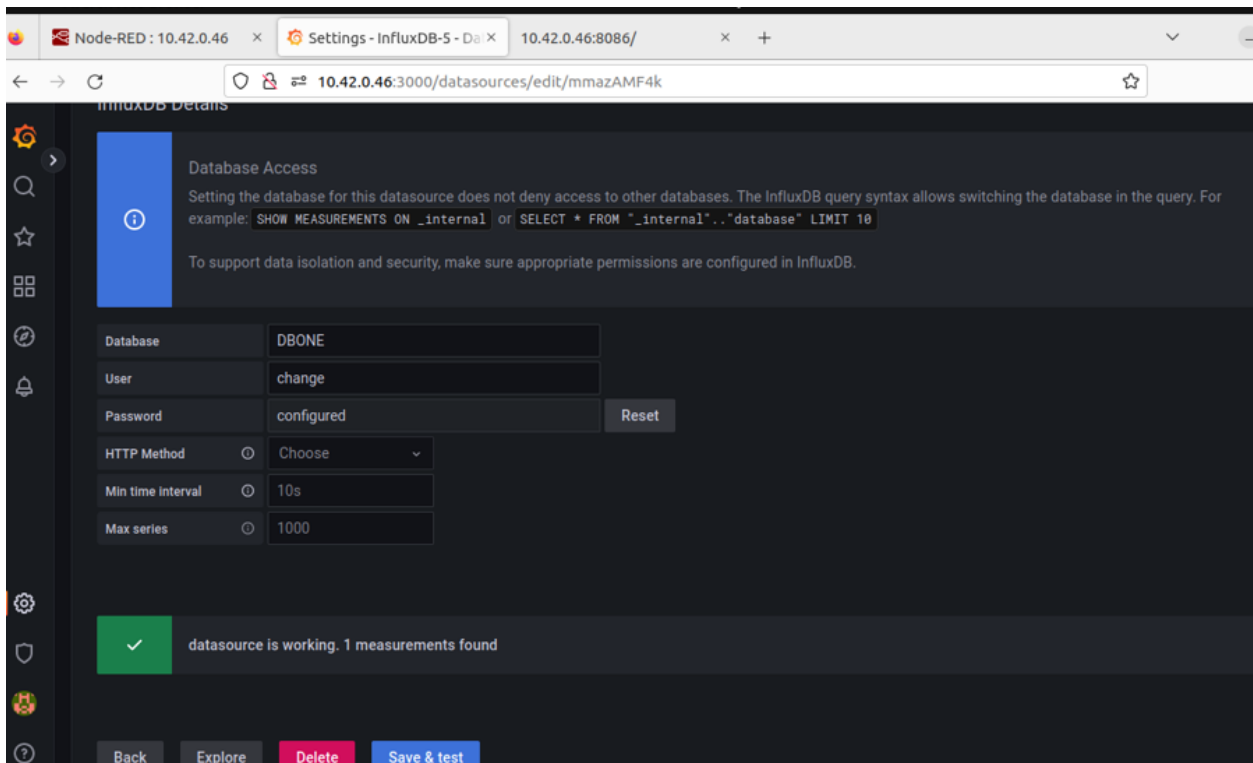 Node-RED : 10.42.0.46 ×
Settings - InfluxDB-5 - Da ×
10.42.0.46:8086/ × +
10.42.0.46:3000/datasources/edit/mmazAMF4k
InfluxDB Details
Database Access
Setting the database for this datasource does not deny access to other databases. The InfluxDB query syntax allows switching the database in the query. For
example: SHOW MEASUREMENTS ON _internal or SELECT * FROM "_internal".."database" LIMIT 10
To support data isolation and security, make sure appropriate permissions are configured in InfluxDB.
Database DBONE
User change
Password configured Reset
HTTP Method Choose
Min time interval 10s
Max series 1000
datasource is working. 1 measurements found
Back Explore Delete Save & test